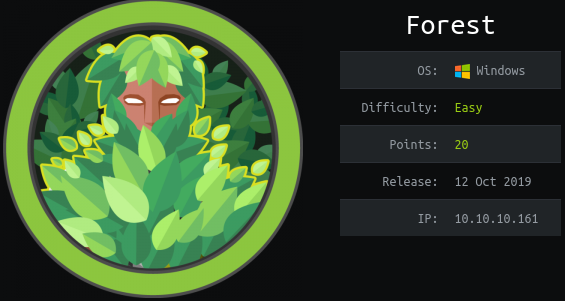 Forest
OS: Windows
Difficulty: Easy
Points: 20
Release: 12 Oct 2019
IP: 10.10.10.161